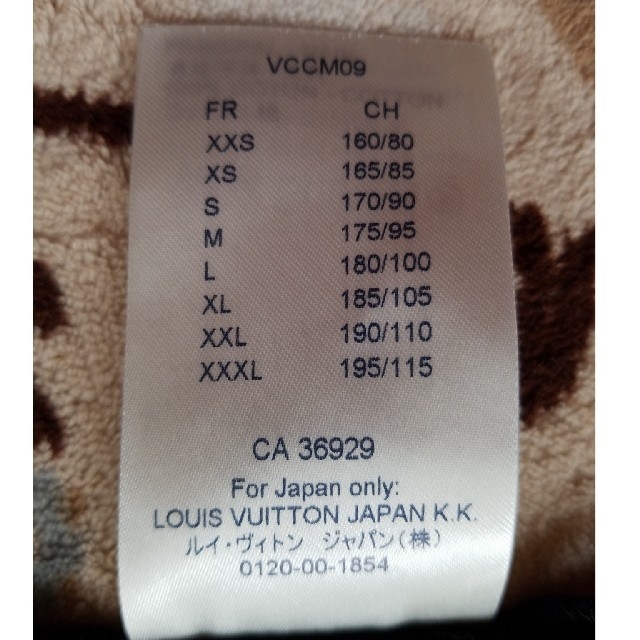 VCCM09
FR CH
XXS 160/80
XS 165/85
S 170/90
M 175/95
L 180/100
XL 185/105
XXL 190/110
XXXL 195/115
CA 36929
For Japan only:
LOUIS VUITTON JAPAN K.K.
ルイ・ヴィトン ジャパン(株)
0120-00-1854